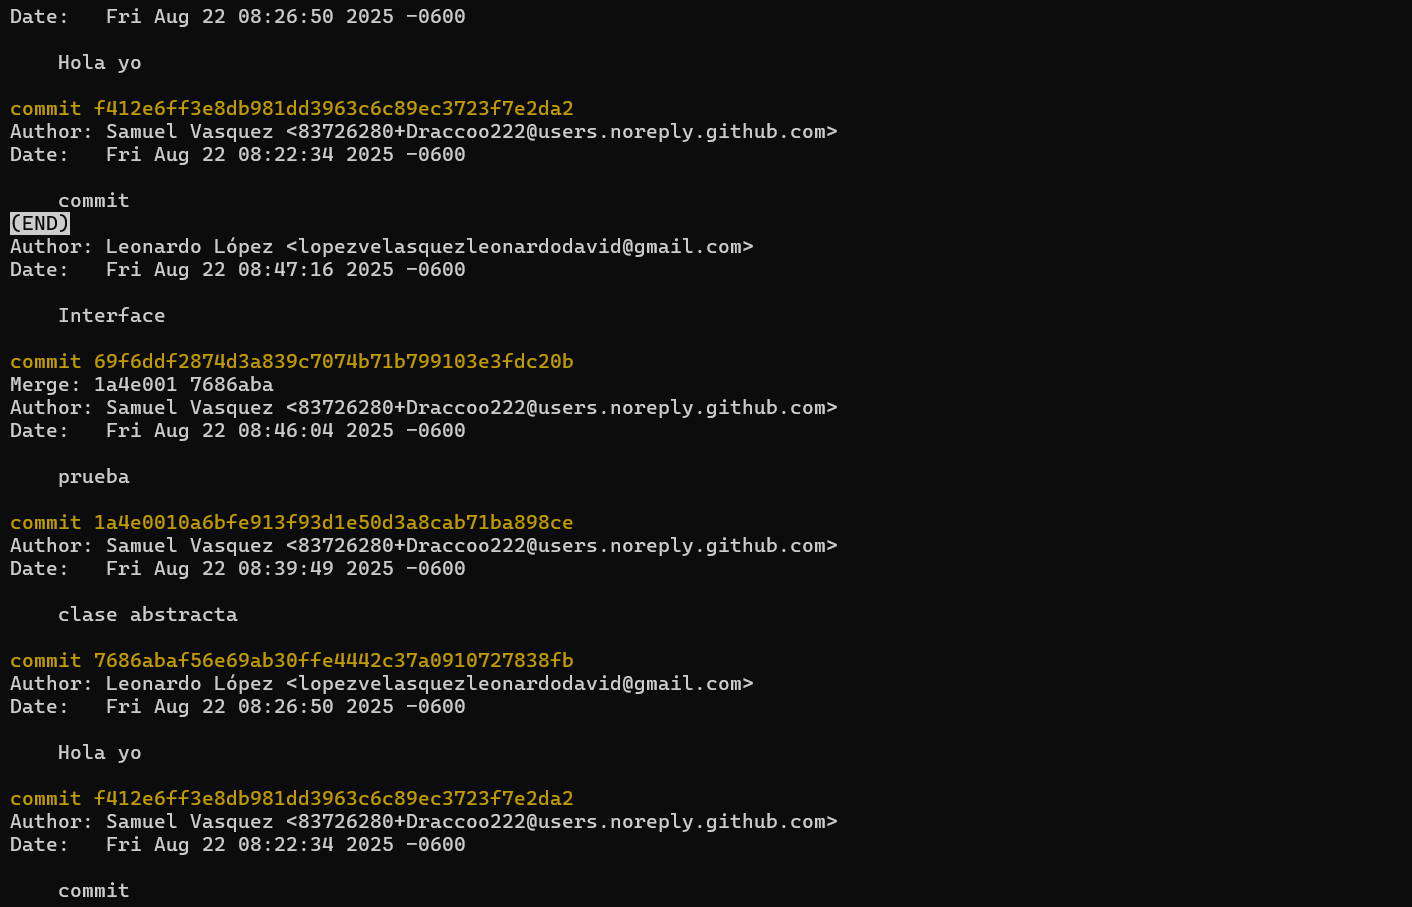 Date:   Fri Aug 22 08:26:50 2025 -0600
Hola yo
commit f412e6ff3e8db981dd3963c6c89ec3723f7e2da2
Author: Samuel Vasquez <83726280+Draccoo222@users.noreply.github.com>
Date:   Fri Aug 22 08:22:34 2025 -0600
commit
(END)
Author: Leonardo López <lopezvelasquezleonardodavid@gmail.com>
Date:   Fri Aug 22 08:47:16 2025 -0600
Interface
commit 69f6ddf2874d3a839c7074b71b799103e3fdc20b
Merge: 1a4e001 7686aba
Author: Samuel Vasquez <83726280+Draccoo222@users.noreply.github.com>
Date:   Fri Aug 22 08:46:04 2025 -0600
prueba
commit 1a4e0010a6bfe913f93d1e50d3a8cab71ba898ce
Author: Samuel Vasquez <83726280+Draccoo222@users.noreply.github.com>
Date:   Fri Aug 22 08:39:49 2025 -0600
clase abstracta
commit 7686abaf56e69ab30ffe4442c37a0910727838fb
Author: Leonardo López <lopezvelasquezleonardodavid@gmail.com>
Date:   Fri Aug 22 08:26:50 2025 -0600
Hola yo
commit f412e6ff3e8db981dd3963c6c89ec3723f7e2da2
Author: Samuel Vasquez <83726280+Draccoo222@users.noreply.github.com>
Date:   Fri Aug 22 08:22:34 2025 -0600
commit